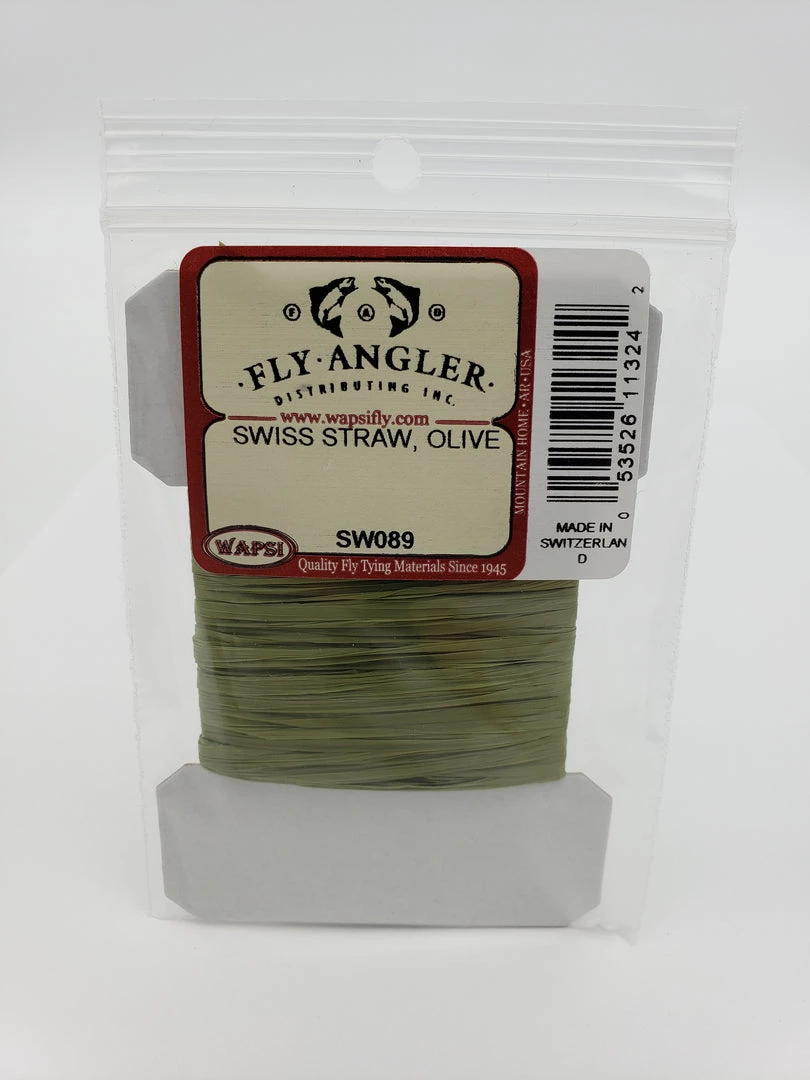 F A D
·FLY·ANGLER·
DISTRIBUTING INC.
www.wapsifly.com
SWISS STRAW, OLIVE
SW089
WAPSI
Quality Fly Tying Materials Since 1945
MOUNTAIN HOME·AR·USA
0 53526 11324 2
MADE IN
SWITZERLAN
D